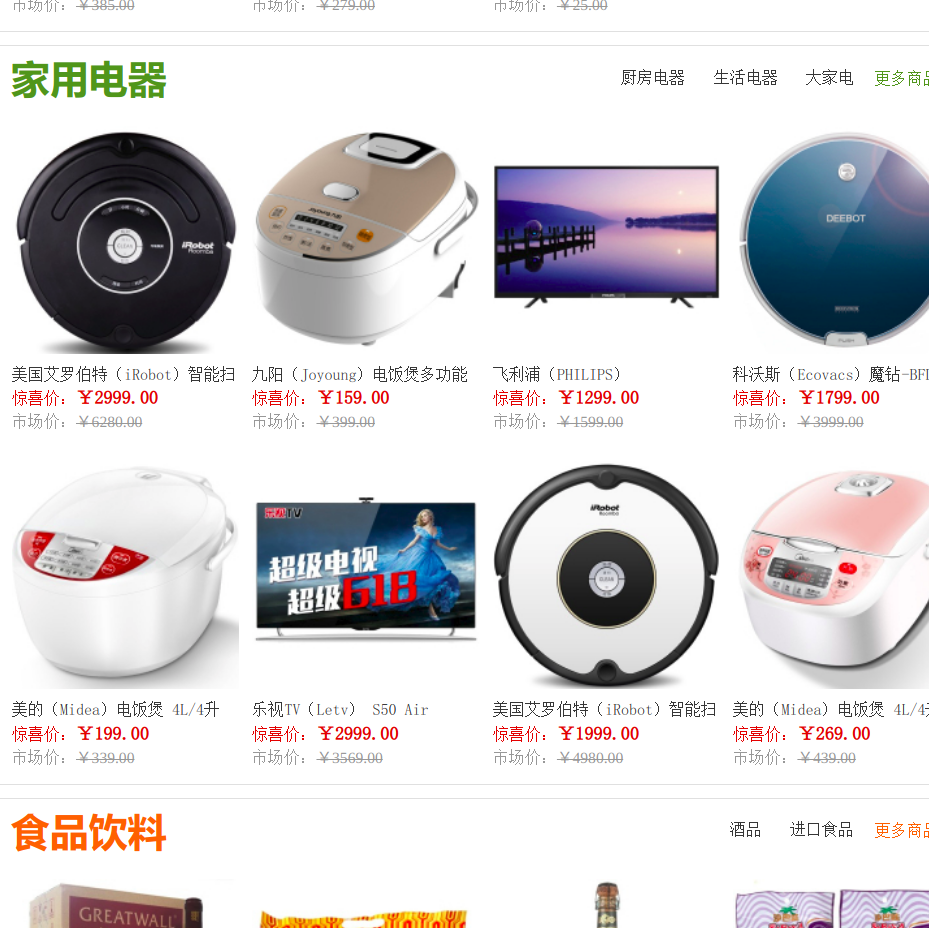 市场价：￥385.00 市场价：￥279.00 市场价：￥25.00
家用电器 厨房电器 生活电器 大家电 更多商品
iRobot
Roomba
CLEAN
Joyoung
PHILIPS
DEEBOT
美国艾罗伯特（iRobot）智能扫 九阳（Joyoung）电饭煲多功能 飞利浦（PHILIPS） 科沃斯（Ecovacs）魔钻-BF
惊喜价：￥2999.00 惊喜价：￥159.00 惊喜价：￥1299.00 惊喜价：￥1799.00
市场价：￥6280.00 市场价：￥399.00 市场价：￥1599.00 市场价：￥3999.00
Midea
乐视TV
超级电视
超级618
iRobot
Roomba
CLEAN
Midea
美的（Midea）电饭煲 4L/4升 乐视TV（Letv） S50 Air 美国艾罗伯特（iRobot）智能扫 美的（Midea）电饭煲 4L/4
惊喜价：￥199.00 惊喜价：￥2999.00 惊喜价：￥1999.00 惊喜价：￥269.00
市场价：￥339.00 市场价：￥3569.00 市场价：￥4980.00 市场价：￥439.00
食品饮料 酒品 进口食品 更多商品
GREATWALL